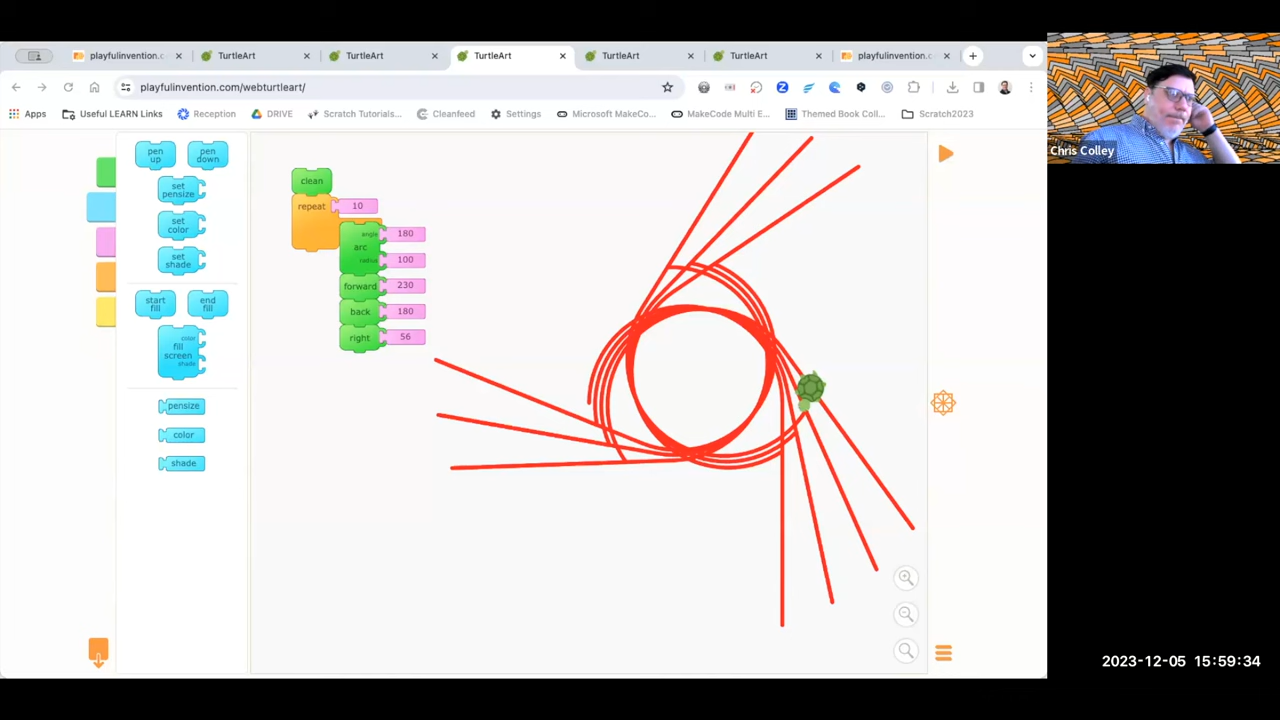 playfulinvention.c
TurtleArt
TurtleArt
TurtleArt
TurtleArt
TurtleArt
playfulinvention.c
playfulinvention.com/webturtleart/
Apps
Useful LEARN Links
Reception
DRIVE
Scratch Tutorials...
Cleanfeed
Settings
Microsoft MakeCo...
MakeCode Multi E...
Themed Book Coll...
Scratch2023
Chris Colley
pen up
pen down
set pensize
set color
set shade
start fill
end fill
fill screen
color
shade
pensize
color
shade
clean
repeat 10
arc
angle 180
radius 100
forward 230
back 180
right 56
2023-12-05 15:59:34